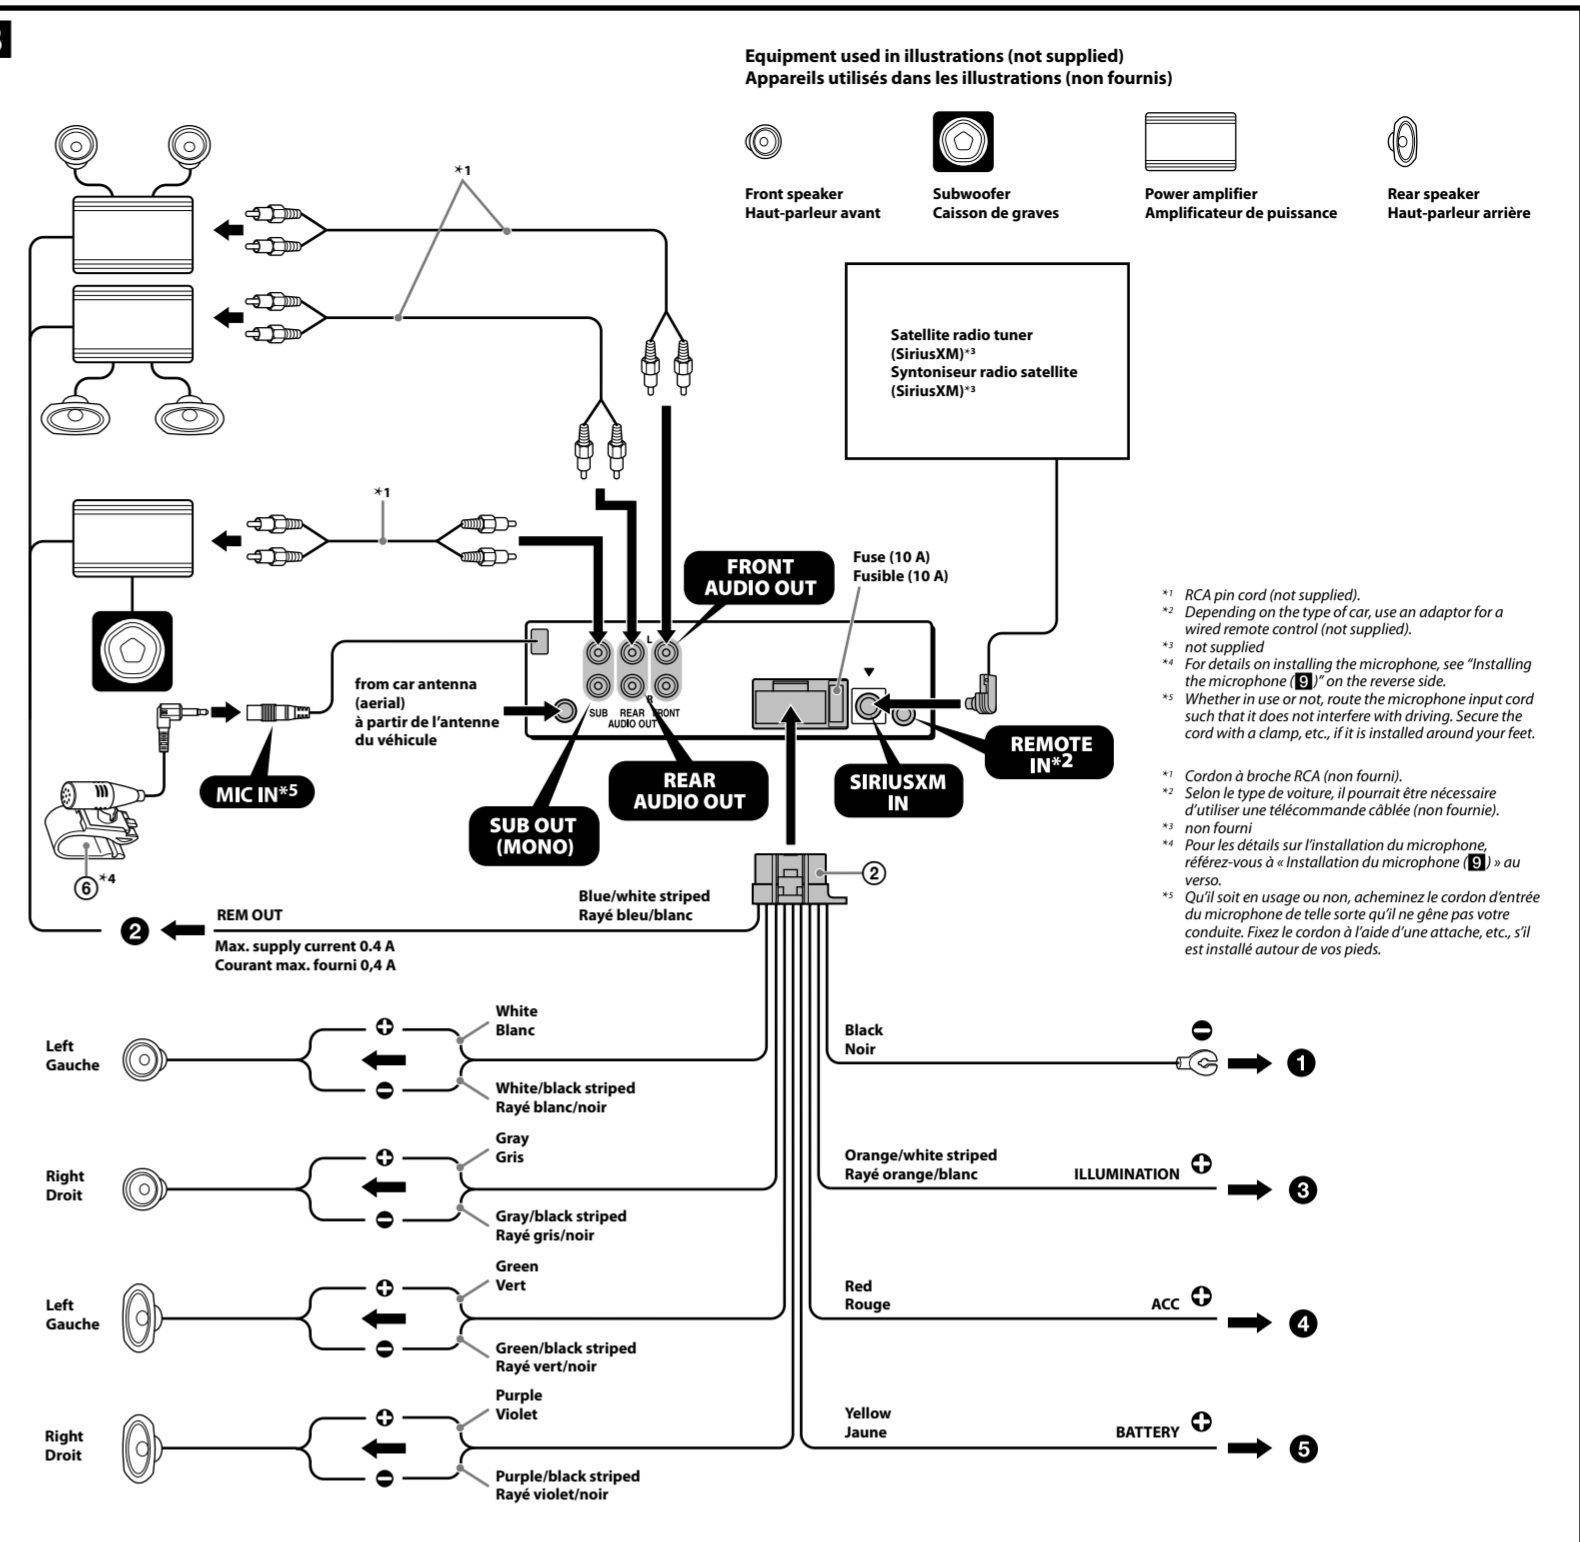 Equipment used in illustrations (not supplied)
Appareils utilisés dans les illustrations (non fournis)
Front speaker
Haut-parleur avant
Subwoofer
Caisson de graves
Power amplifier
Amplificateur de puissance
Rear speaker
Haut-parleur arrière
*1
Satellite radio tuner
(SiriusXM)*3
Syntoniseur radio satellite
(SiriusXM)*3
*1
FRONT
AUDIO OUT
Fuse (10 A)
Fusible (10 A)
*1 RCA pin cord (not supplied).
*2 Depending on the type of car, use an adaptor for a
wired remote control (not supplied).
*3 not supplied
*4 For details on installing the microphone, see "Installing
the microphone (9)" on the reverse side.
*5 Whether in use or not, route the microphone input cord
such that it does not interfere with driving. Secure the
cord with a clamp, etc., if it is installed around your feet.
*1 Cordon à broche RCA (non fourni).
*2 Selon le type de voiture, il pourrait être nécessaire
d'utiliser une télécommande câblée (non fournie).
*3 non fourni
*4 Pour les détails sur l'installation du microphone,
référez-vous à « Installation du microphone (9) » au
verso.
*5 Qu'il soit en usage ou non, acheminez le cordon d'entrée
du microphone de telle sorte qu'il ne gêne pas votre
conduite. Fixez le cordon à l'aide d'une attache, etc., s'il
est installé autour de vos pieds.
L
R
SUB REAR FRONT
AUDIO OUT
from car antenna
(aerial)
à partir de l'antenne
du véhicule
MIC IN*5
SUB OUT
(MONO)
REAR
AUDIO OUT
SIRIUSXM
IN
REMOTE
IN*2
6 *4
2
Blue/white striped
Rayé bleu/blanc
2
REM OUT
Max. supply current 0.4 A
Courant max. fourni 0,4 A
Left
Gauche
White
Blanc
White/black striped
Rayé blanc/noir
Black
Noir
1
Right
Droit
Gray
Gris
Gray/black striped
Rayé gris/noir
Orange/white striped
Rayé orange/blanc
ILLUMINATION
3
Left
Gauche
Green
Vert
Green/black striped
Rayé vert/noir
Red
Rouge
ACC
4
Right
Droit
Purple
Violet
Purple/black striped
Rayé violet/noir
Yellow
Jaune
BATTERY
5